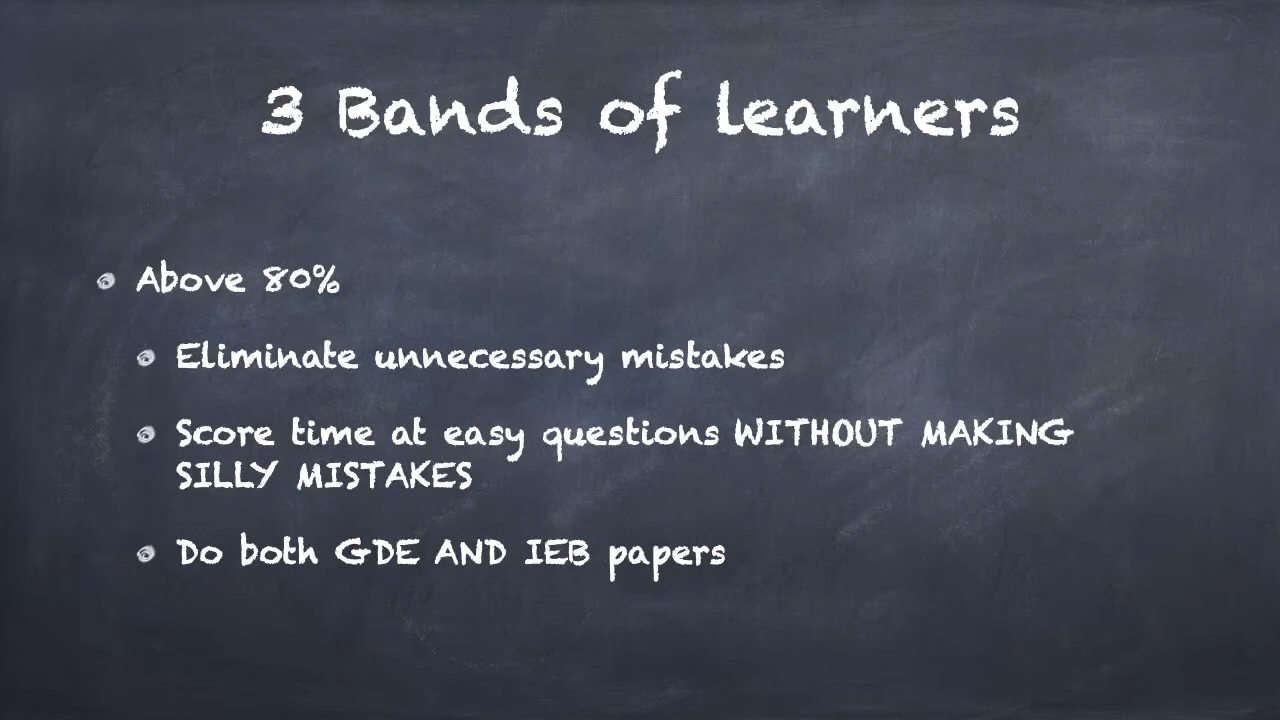 3 Bands of learners
Above 80%
Eliminate unnecessary mistakes
Score time at easy questions WITHOUT MAKING
SILLY MISTAKES
Do both GDE AND IEB papers